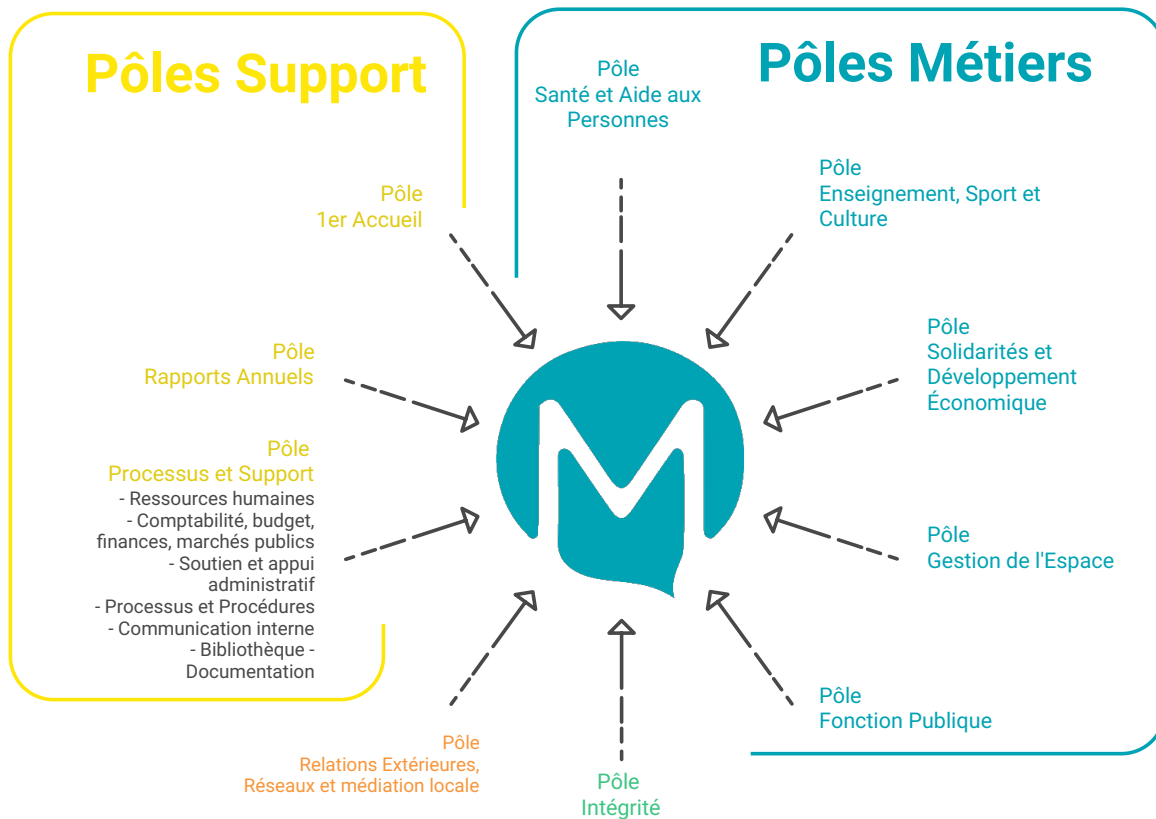 Pôles Support
Pôle
1er Accueil
Pôle
Rapports Annuels
Pôle
Processus et Support
- Ressources humaines
- Comptabilité, budget,
finances, marchés publics
- Soutien et appui
administratif
- Processus et Procédures
- Communication interne
- Bibliothèque -
Documentation
Pôles Métiers
Pôle
Santé et Aide aux
Personnes
Pôle
Enseignement, Sport et
Culture
Pôle
Solidarités et
Développement
Économique
Pôle
Gestion de l'Espace
Pôle
Fonction Publique
M
Pôle
Relations Extérieures,
Réseaux et médiation locale
Pôle
Intégrité